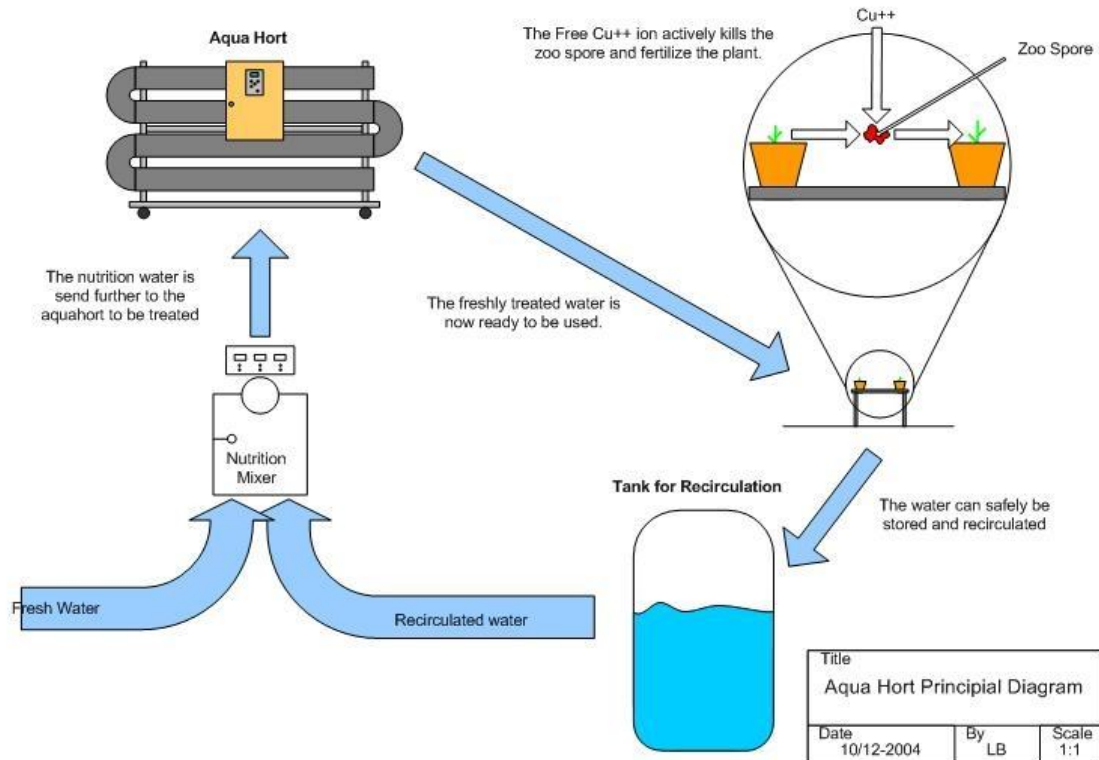 Aqua Hort
The Free Cu++ ion actively kills the
zoo spore and fertilize the plant.
Cu++
Zoo Spore
The nutrition water is
send further to the
aquahort to be treated
The freshly treated water is
now ready to be used.
Nutrition
Mixer
Tank for Recirculation
The water can safely be
stored and recirculated
Fresh Water
Recirculated water
Title
Aqua Hort Principial Diagram
Date
10/12-2004
By
LB
Scale
1:1